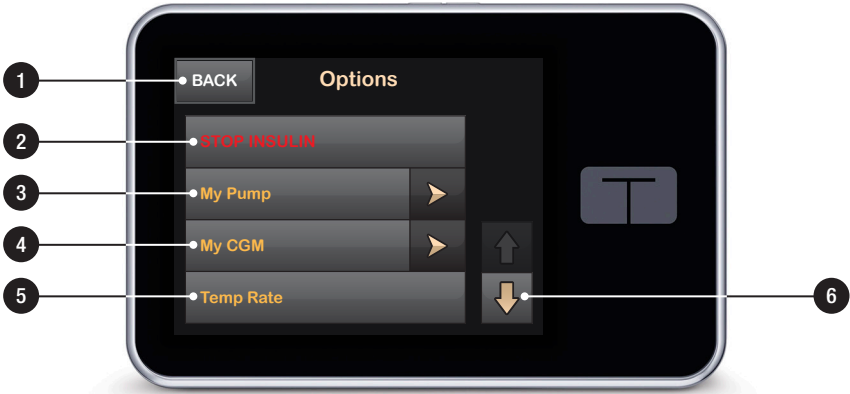 BACK
Options
1
STOP INSULIN
2
My Pump
3
My CGM
4
Temp Rate
5
6